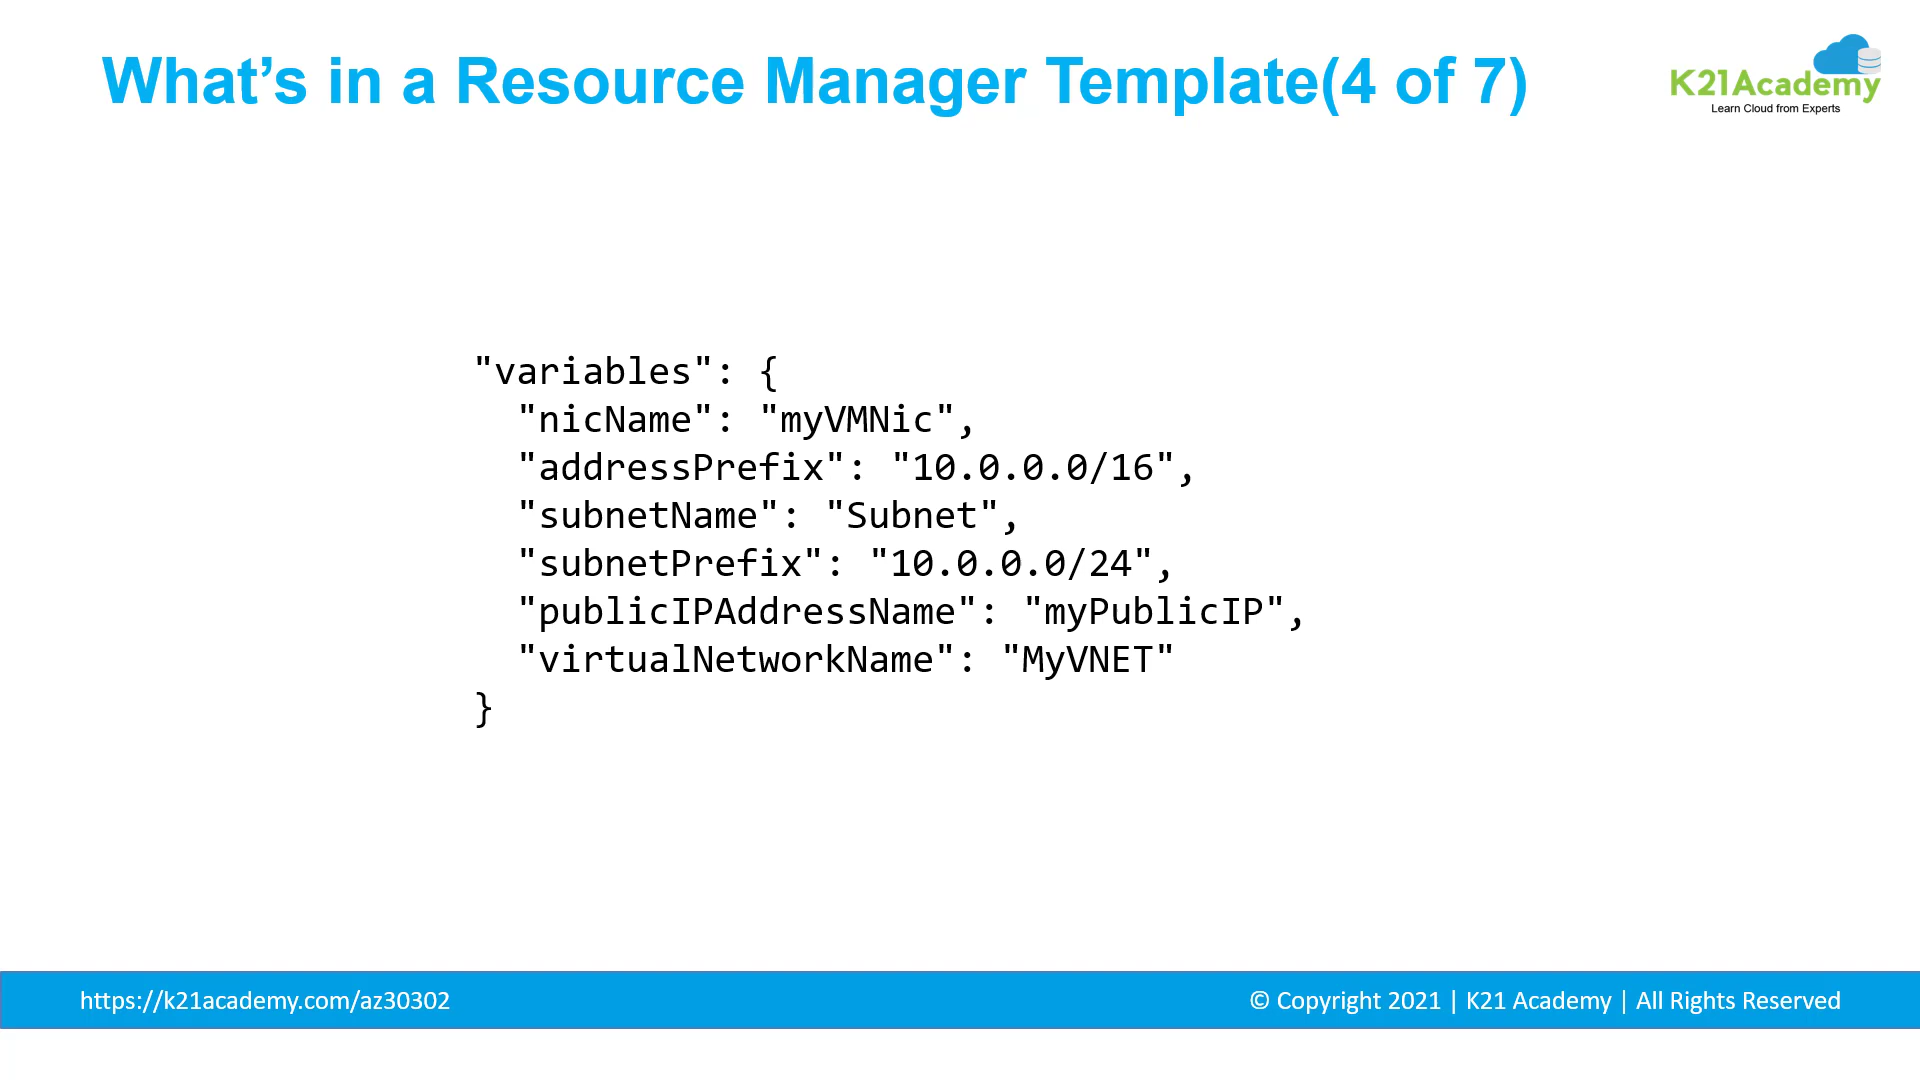 What’s in a Resource Manager Template(4 of 7)
K21Academy
Learn Cloud from Experts
"variables": {
  "nicName": "myVMNic",
  "addressPrefix": "10.0.0.0/16",
  "subnetName": "Subnet",
  "subnetPrefix": "10.0.0.0/24",
  "publicIPAddressName": "myPublicIP",
  "virtualNetworkName": "MyVNET"
}
https://k21academy.com/az30302
© Copyright 2021 | K21 Academy | All Rights Reserved